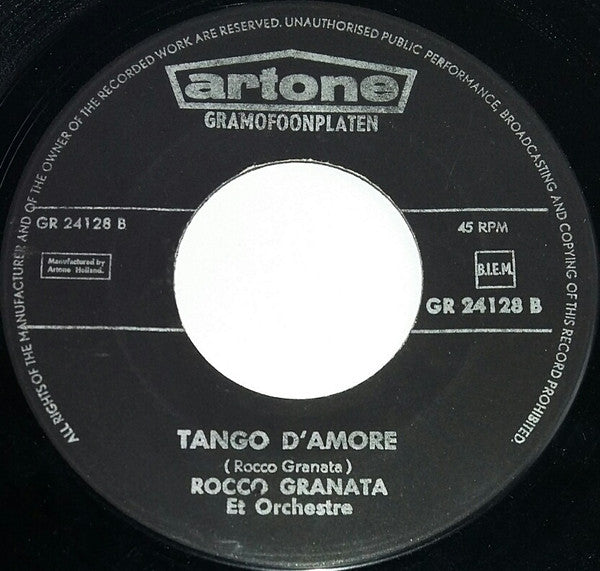 ALL RIGHTS OF THE MANUFACTURER AND OF THE OWNER OF THE RECORDED WORK ARE RESERVED. UNAUTHORISED PUBLIC PERFORMANCE, BROADCASTING AND COPYING OF THIS RECORD PROHIBITED.
artone
GRAMOFOONPLATEN
GR 24128 B
45 RPM
Manufactured by
Artone Holland.
B.I.E.M.
GR 24128 B
TANGO D'AMORE
(Rocco Granata)
ROCCO GRANATA
Et Orchestre